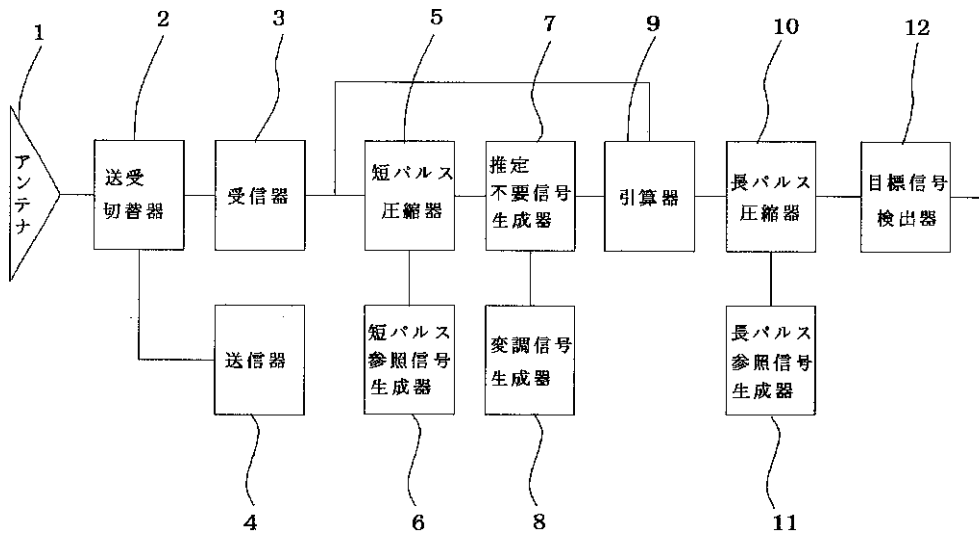 1
2
3
5
7
9
10
12
アンテナ
送受
切替器
受信器
短パルス
圧縮器
推定
不要信号
生成器
引算器
長パルス
圧縮器
目標信号
検出器
送信器
短パルス
参照信号
生成器
変調信号
生成器
長パルス
参照信号
生成器
4
6
8
11